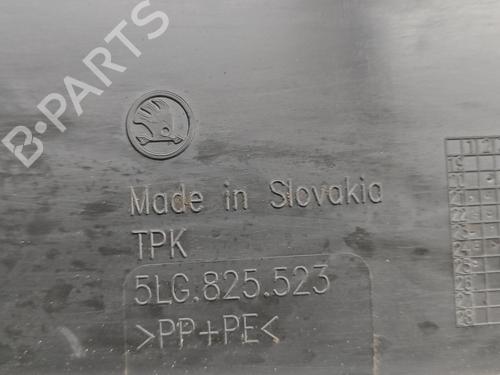 B-PARTS
Made in Slovakia
TPK
5LG.825.523
>PP+PE<